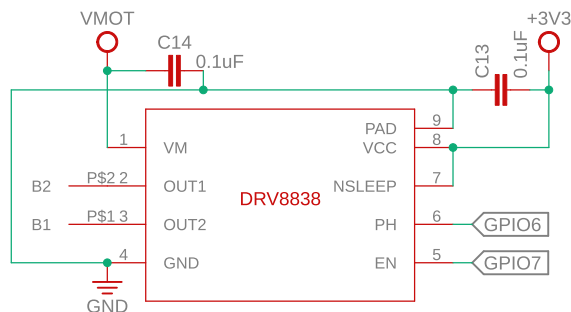 VMOT
+3V3
C14
0.1uF
C13
0.1uF
9
PAD
1
VM
8
VCC
B2
P$2
2
OUT1
DRV8838
NSLEEP
7
B1
P$1
3
OUT2
PH
6
GPIO6
4
GND
EN
5
GPIO7
GND